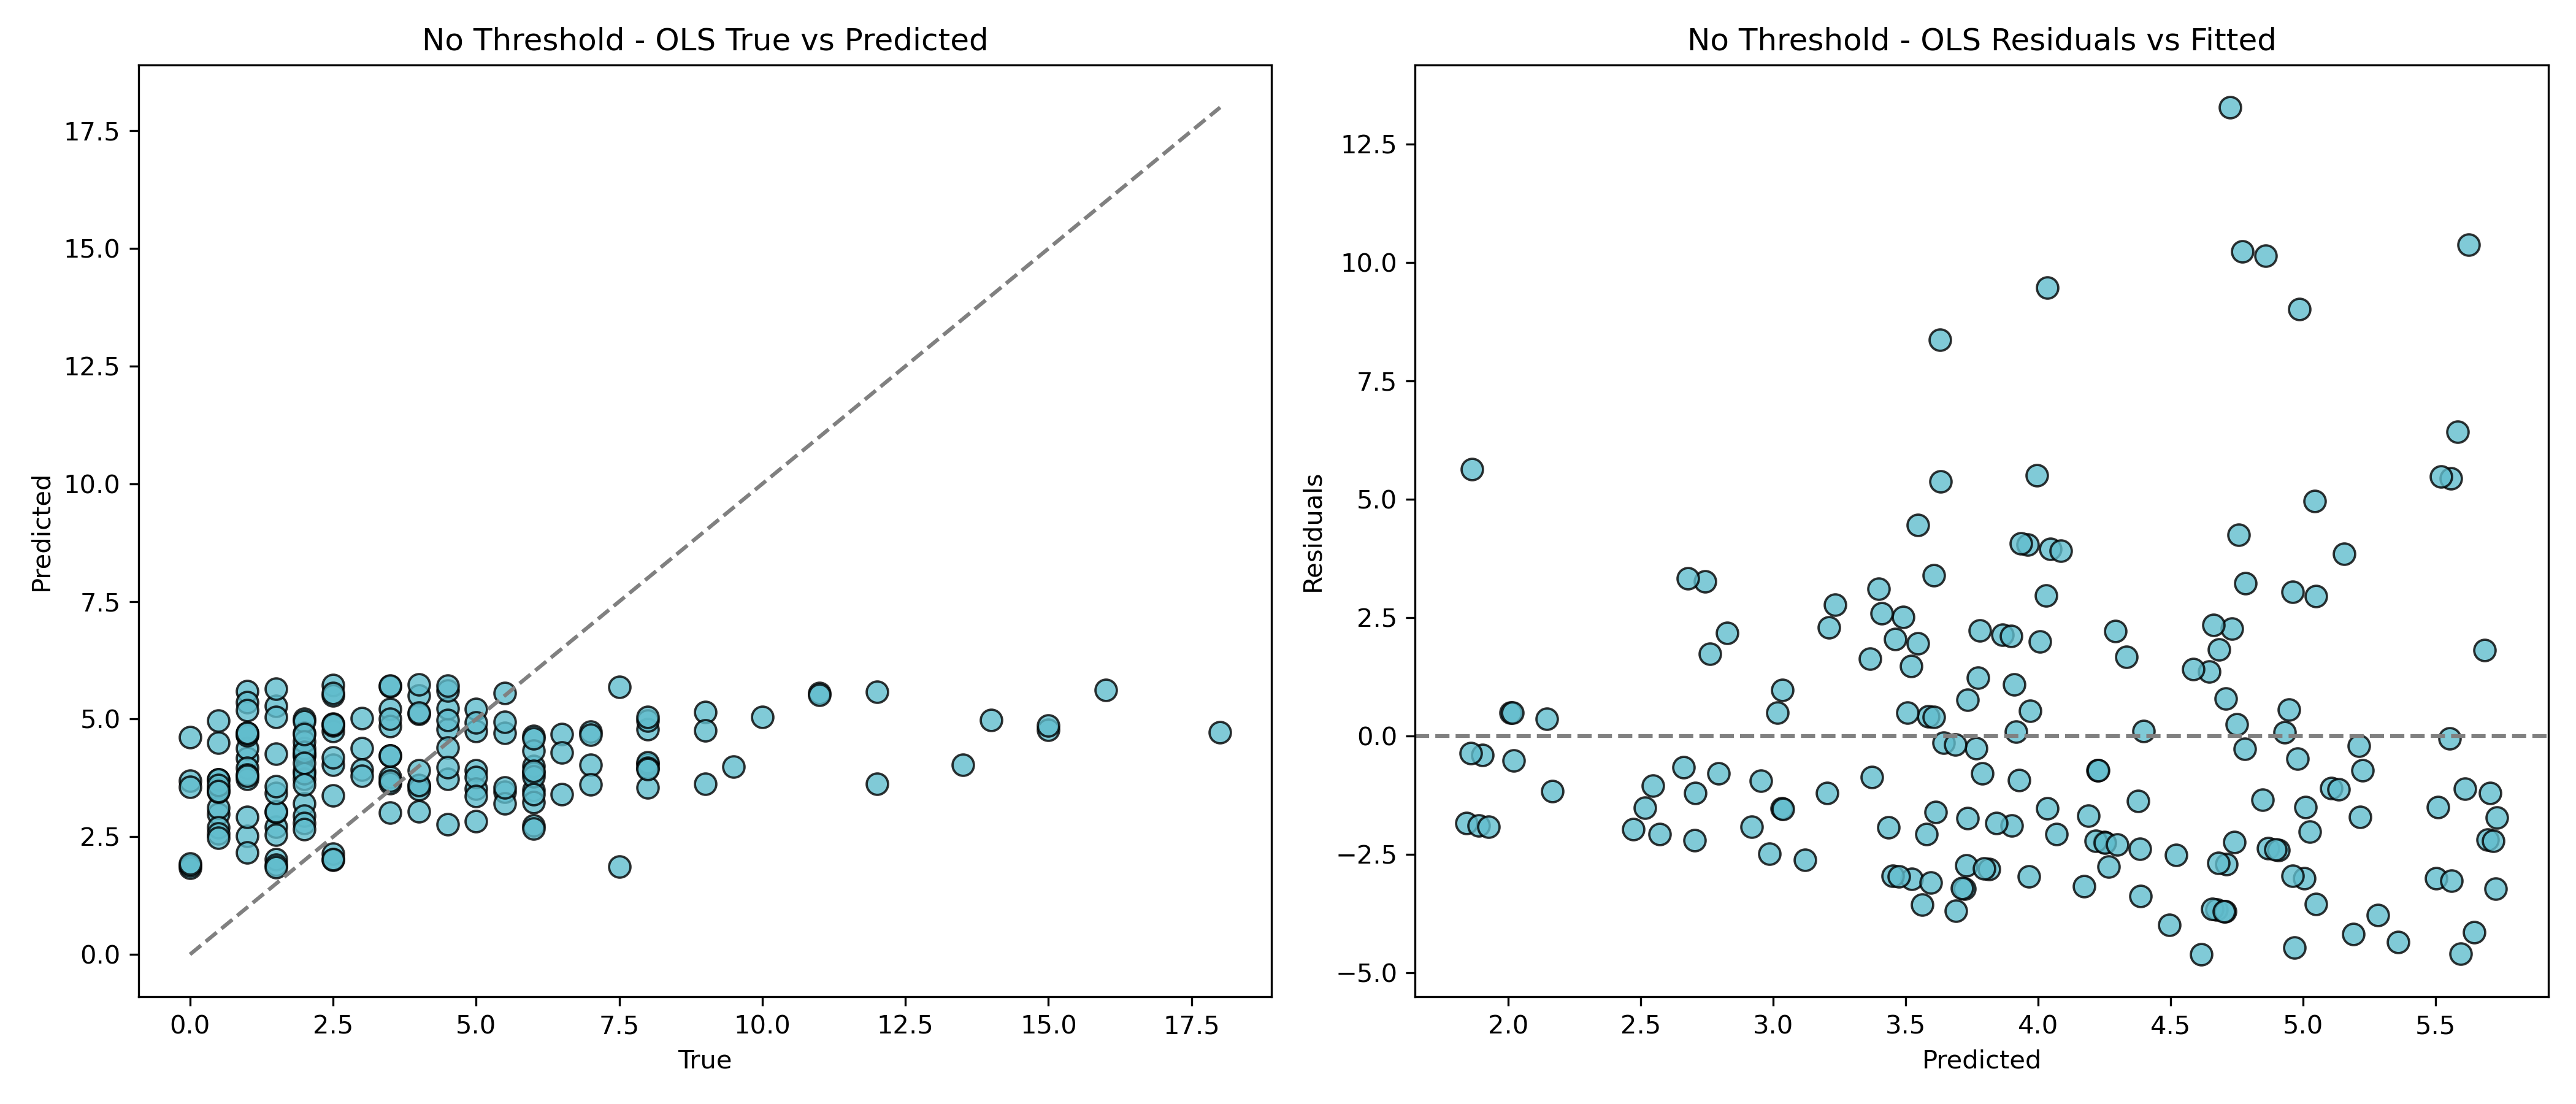 No Threshold - OLS True vs Predicted
17.5
15.0
12.5
10.0
7.5
5.0
2.5
0.0
Predicted
0.0 2.5 5.0 7.5 10.0 12.5 15.0 17.5
True
No Threshold - OLS Residuals vs Fitted
12.5
10.0
7.5
5.0
2.5
0.0
−2.5
−5.0
Residuals
2.0 2.5 3.0 3.5 4.0 4.5 5.0 5.5
Predicted